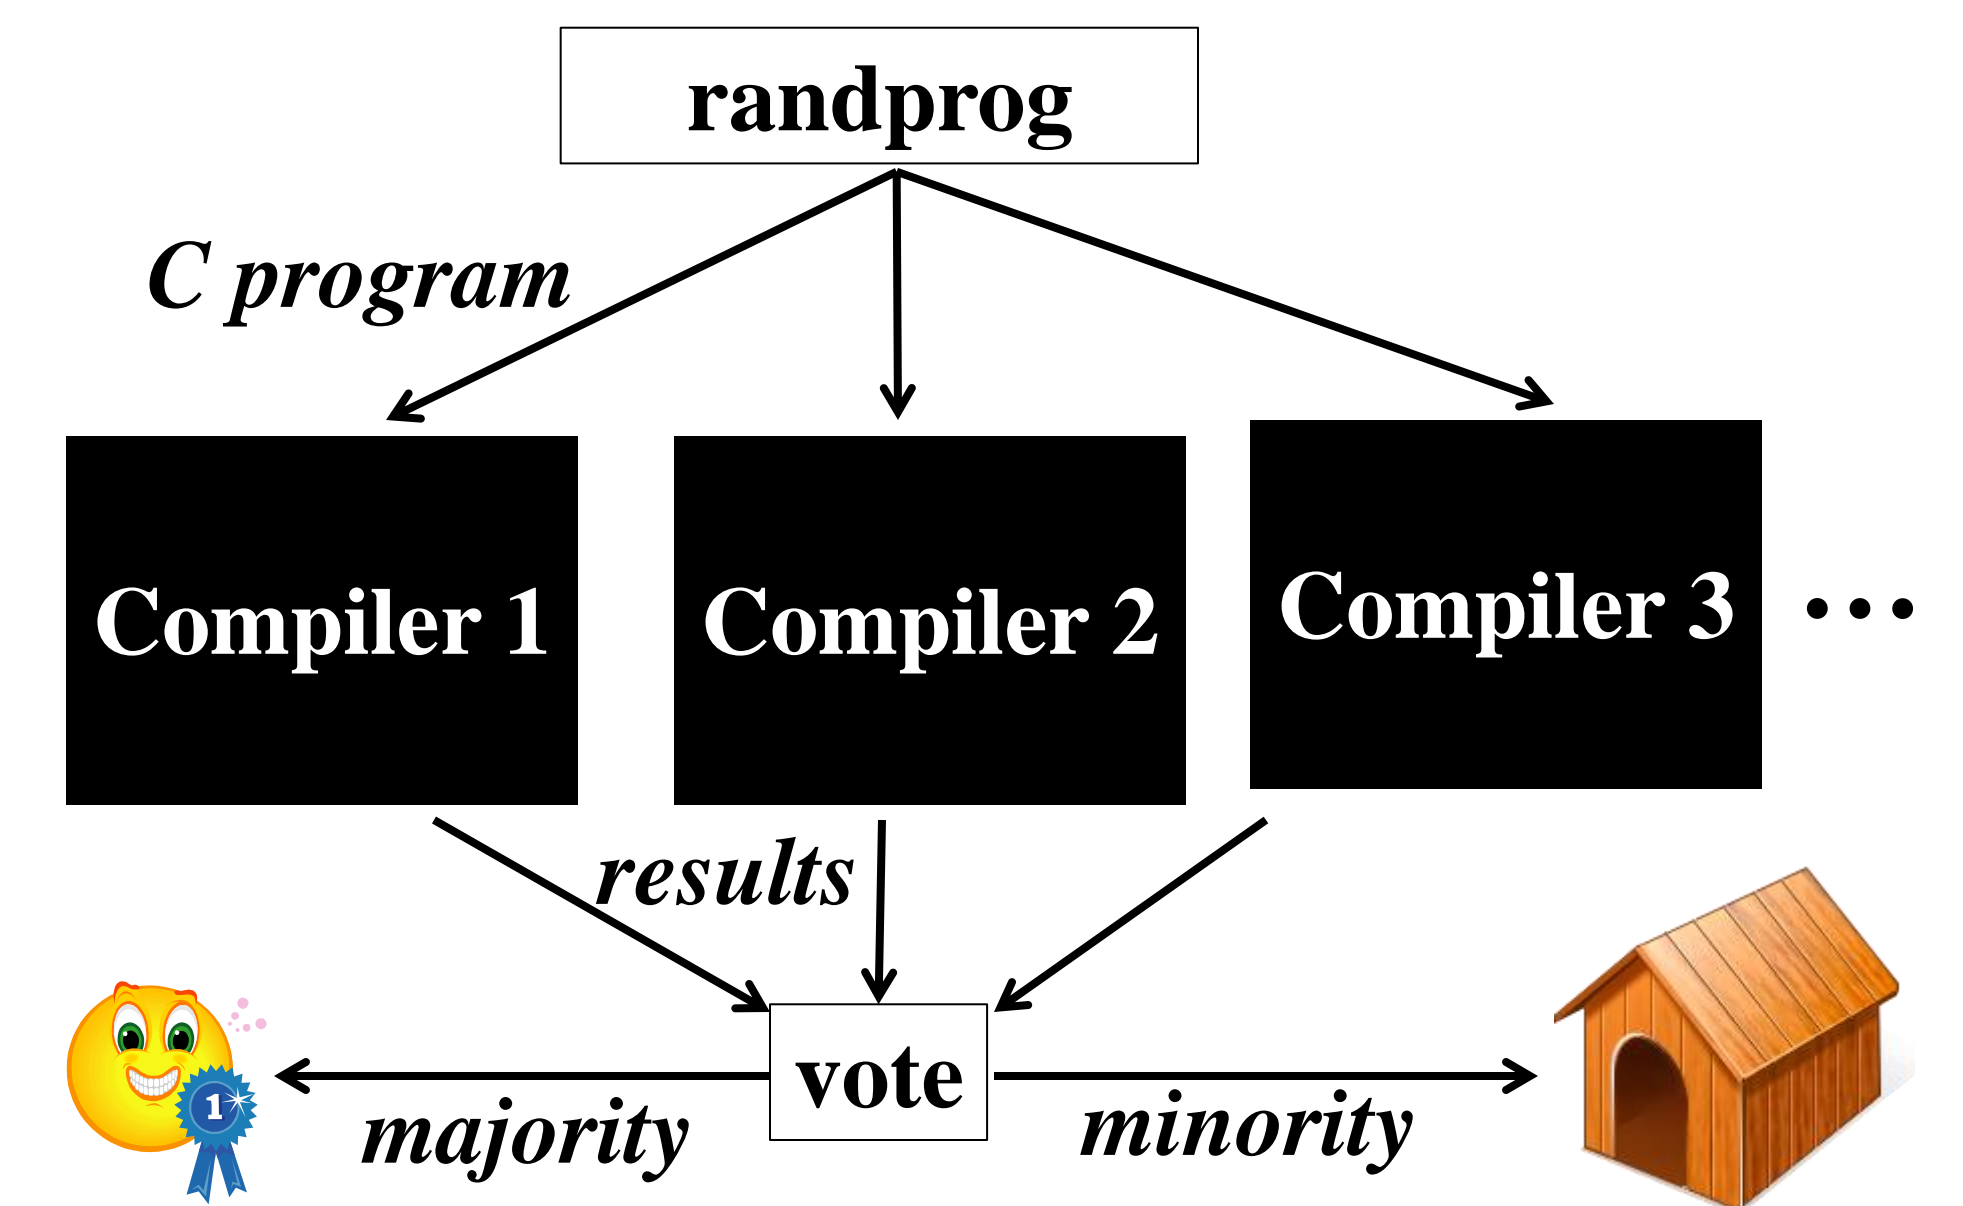 randprog
C program
Compiler 1
Compiler 2
Compiler 3
...
results
vote
1
majority
minority